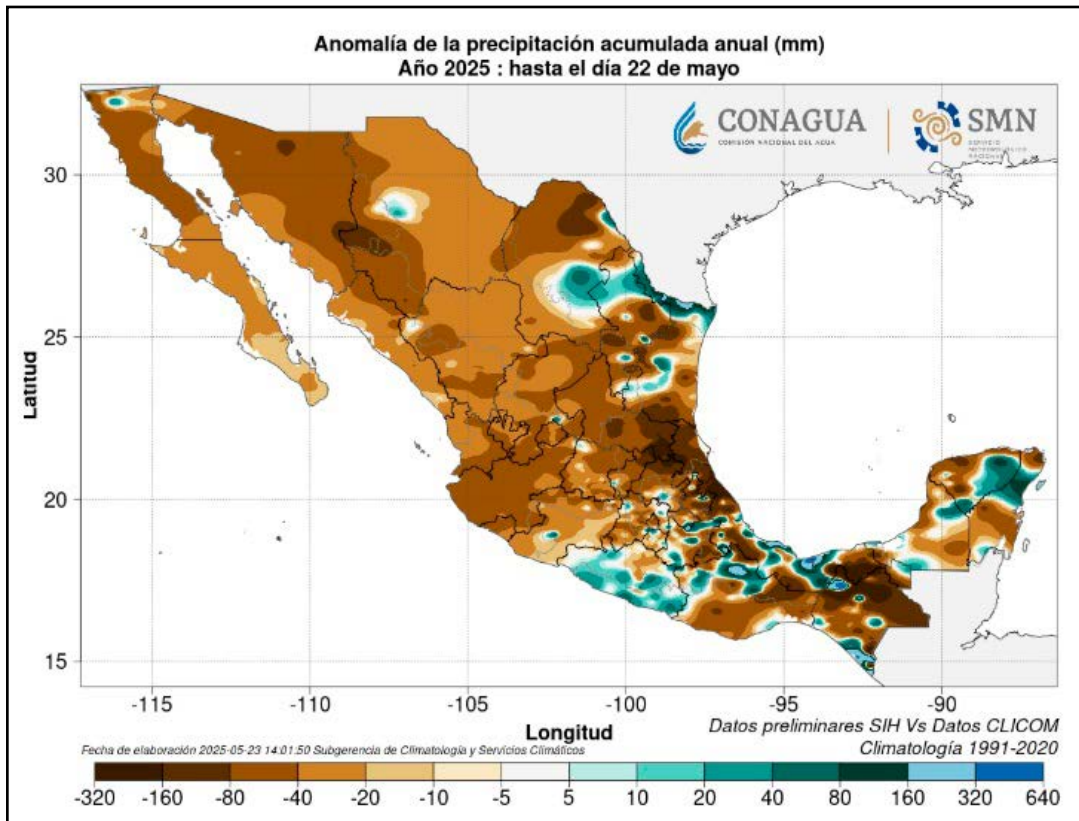 Anomalía de la precipitación acumulada anual (mm)
Año 2025 : hasta el día 22 de mayo
CONAGUA
COMISIÓN NACIONAL DEL AGUA
SMN
SERVICIO
METEOROLÓGICO
NACIONAL
30
25
20
15
Latitud
-115
-110
-105
-100
-95
-90
Longitud
Datos preliminares SIH Vs Datos CLICOM
Climatología 1991-2020
Fecha de elaboración 2025-05-23 14:01:50 Subgerencia de Climatología y Servicios Climáticos
-320 -160 -80 -40 -20 -10 -5 5 10 20 40 80 160 320 640